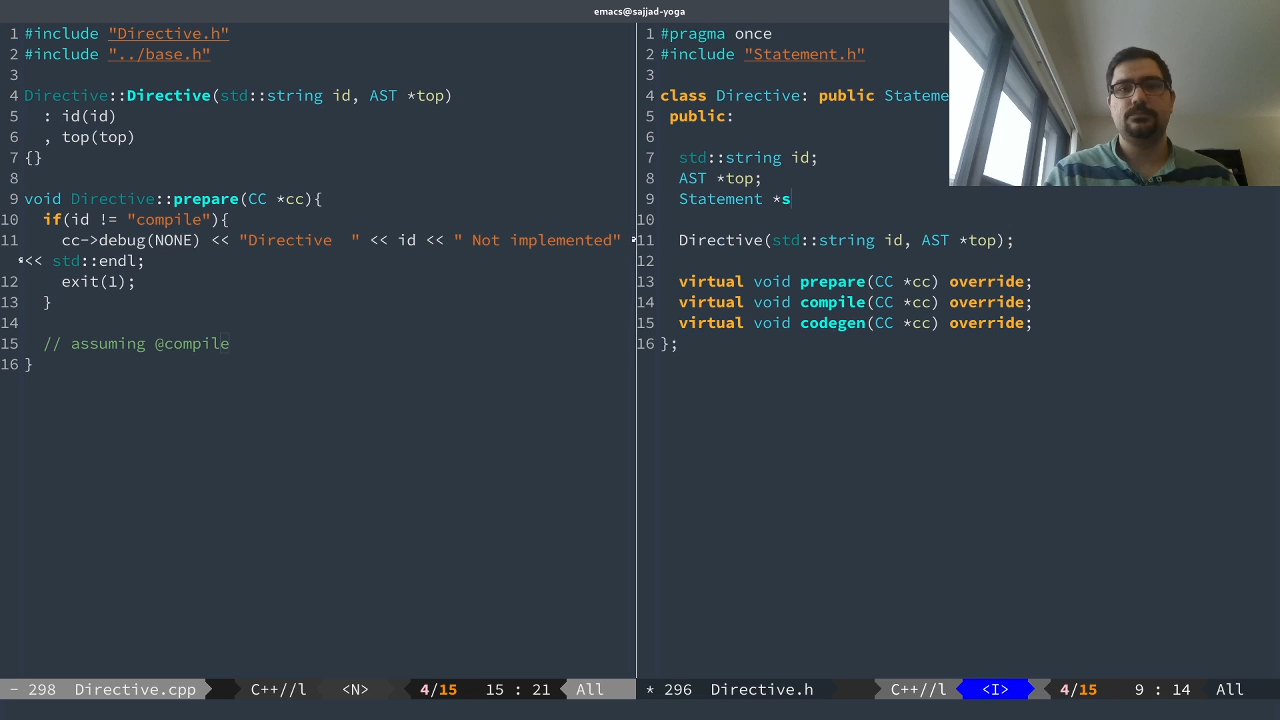 emacs@sajjad-yoga
1 #include "Directive.h"
2 #include "../base.h"
3
4 Directive::Directive(std::string id, AST *top)
5   : id(id)
6   , top(top)
7 {}
8
9 void Directive::prepare(CC *cc){
10   if(id != "compile"){
11     cc->debug(NONE) << "Directive  " << id << " Not implemented"
<< std::endl;
12     exit(1);
13   }
14
15   // assuming @compile
16 }
- 298  Directive.cpp  C++//l  <N>  4/15  15 : 21  All
1 #pragma once
2 #include "Statement.h"
3
4 class Directive: public Stateme
5  public:
6
7   std::string id;
8   AST *top;
9   Statement *s
10
11   Directive(std::string id, AST *top);
12
13   virtual void prepare(CC *cc) override;
14   virtual void compile(CC *cc) override;
15   virtual void codegen(CC *cc) override;
16 };
* 296  Directive.h  C++//l  <I>  4/15  9 : 14  All